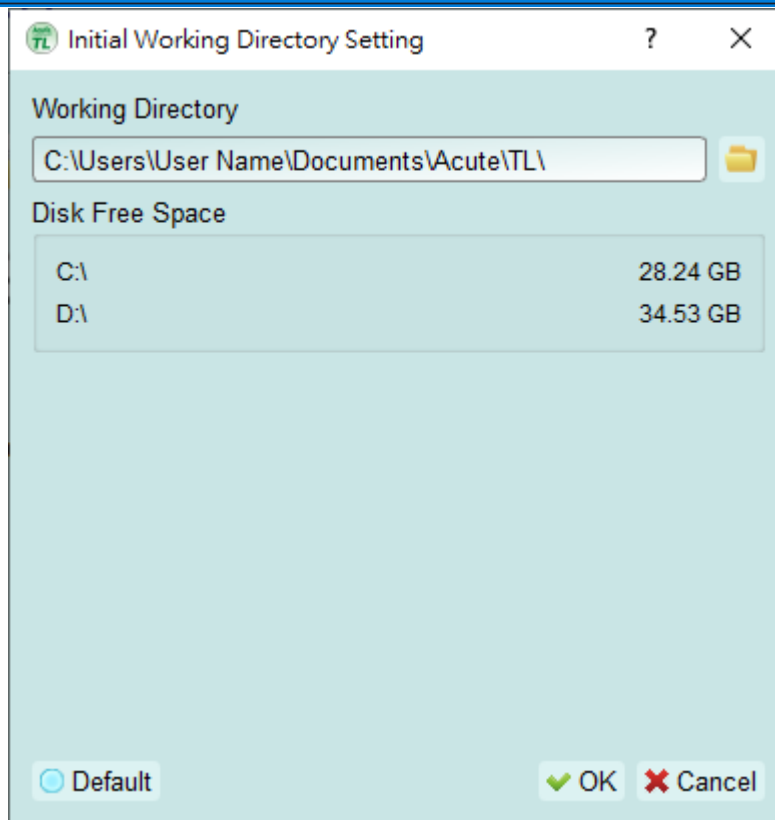 Initial Working Directory Setting ?
Working Directory
C:\Users\User Name\Documents\Acute\TL\
Disk Free Space
C:\ 28.24 GB
D:\ 34.53 GB
Default OK Cancel